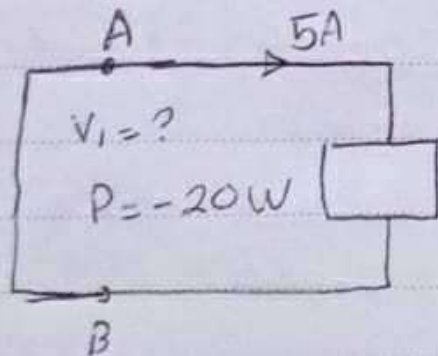 A 5A
V₁ = ?
P = -20W
B